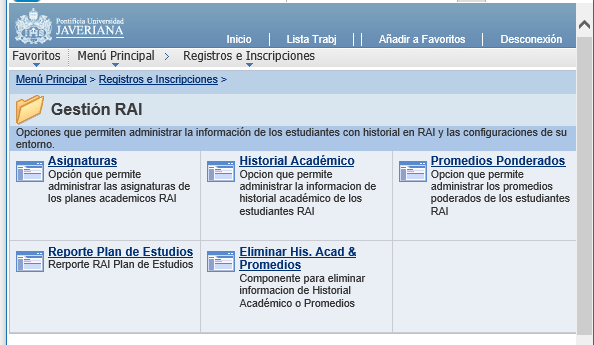 Pontificia Universidad
JAVERIANA
Inicio | Lista Trabj | | Añadir a Favoritos | Desconexión
Favoritos Menú Principal > Registros e Inscripciones
Menú Principal > Registros e Inscripciones >
Gestión RAI
Opciones que permiten administrar la información de los estudiantes con historial en RAI y las configuraciones de su
entorno.
Asignaturas
Opción que permite
administrar las asignaturas de
los planes academicos RAI
Historial Académico
Opcion que permite
administrar la informacion de
historial académico de los
estudiantes RAI
Promedios Ponderados
Opcion que permite
administrar los promedios
poderados de los estudiantes
RAI
Reporte Plan de Estudios
Rerporte RAI Plan de Estudios
Eliminar His. Acad &
Promedios
Componente para eliminar
informacion de Historial
Académico o Promedios